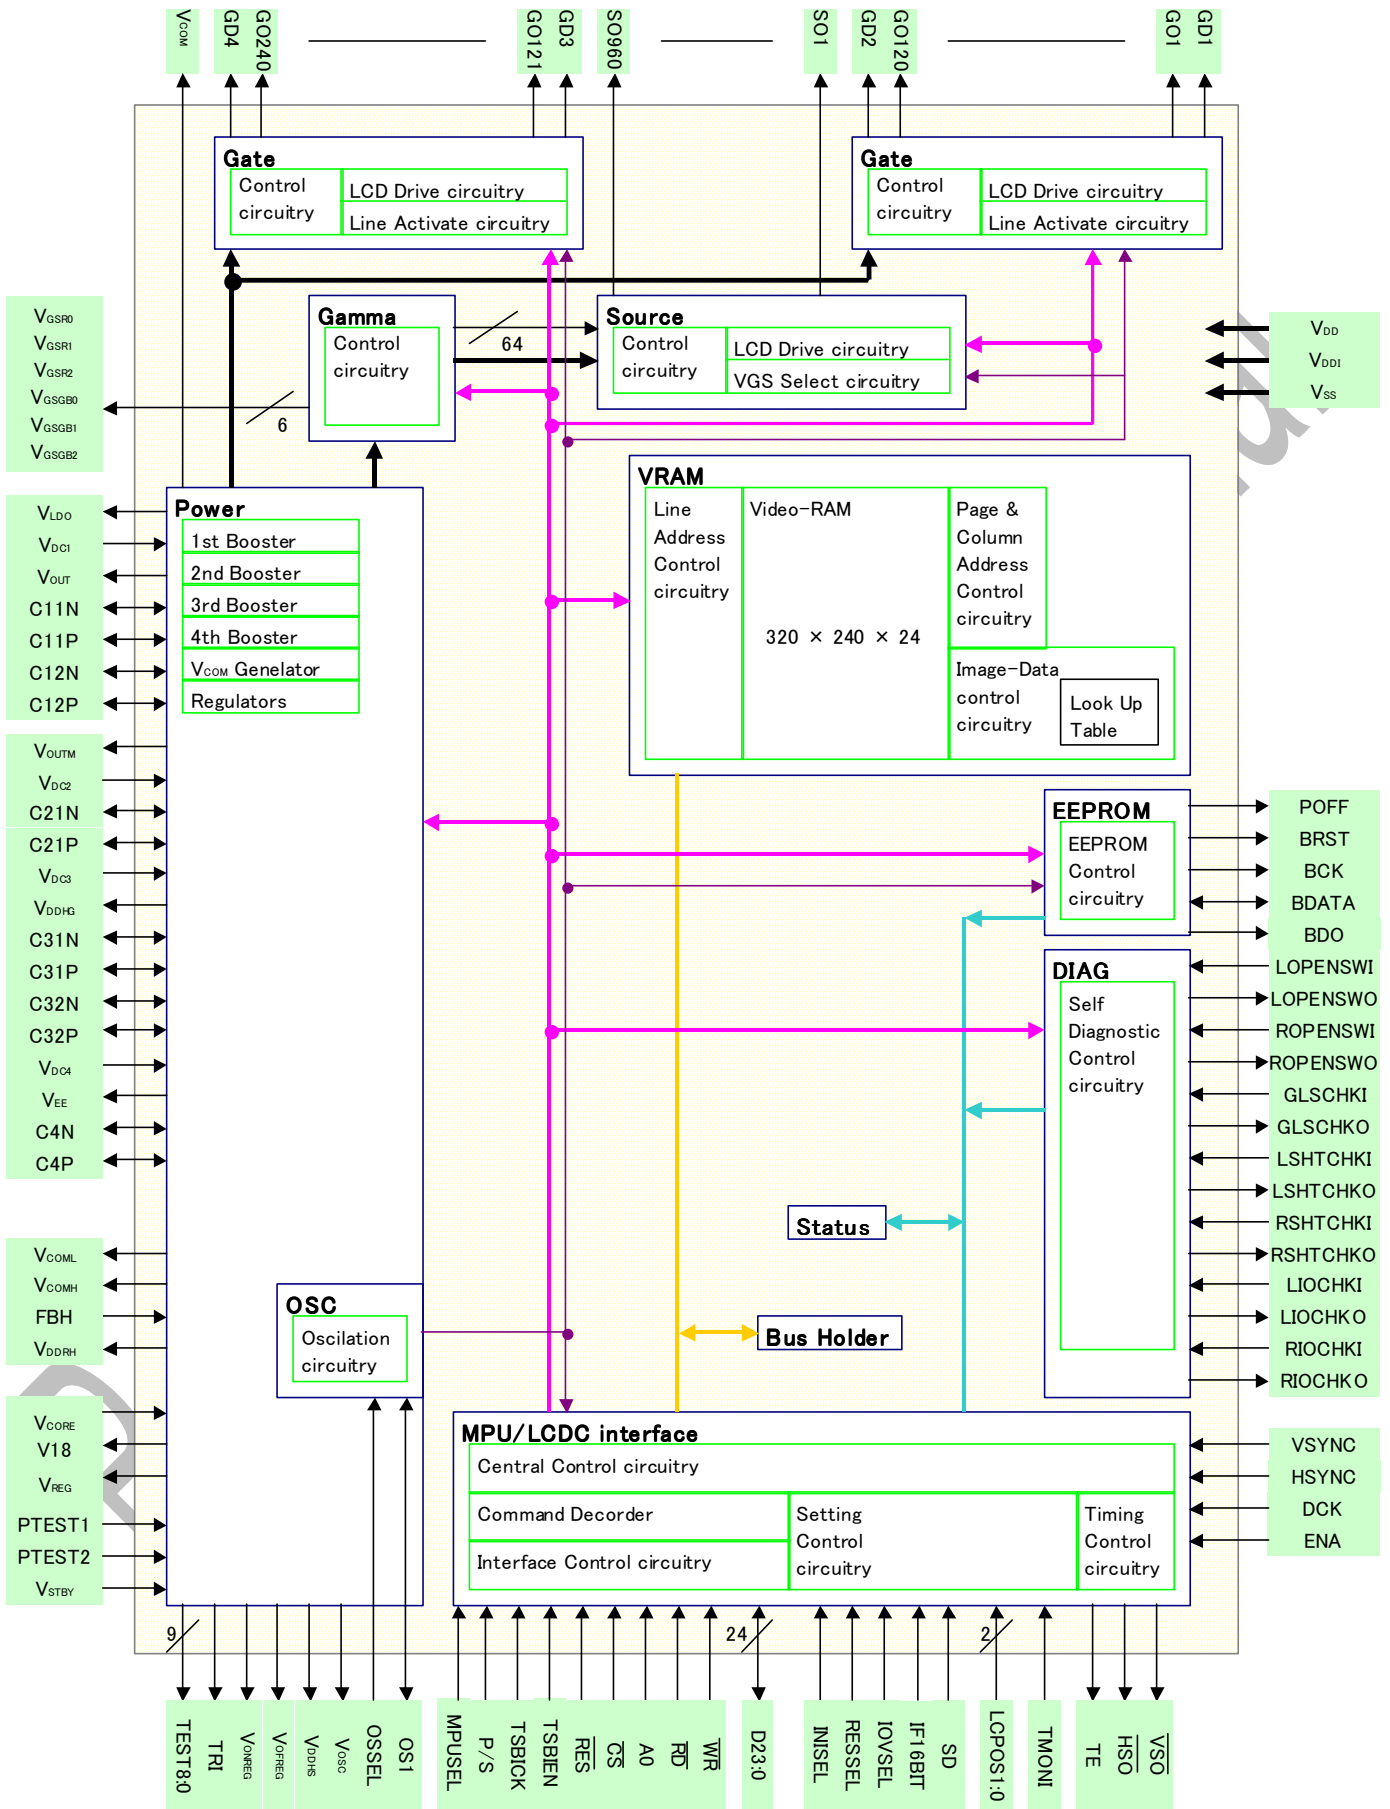 VCOM
GD4
GO240
GO121
GD3
SO960
SO1
GD2
GO120
GO1
GD1
Gate
Control
circuitry
LCD Drive circuitry
Line Activate circuitry
Gate
Control
circuitry
LCD Drive circuitry
Line Activate circuitry
VGSR0
VGSR1
VGSR2
VGSGB0
VGSGB1
VGSGB2
6
Gamma
Control
circuitry
64
Source
Control
circuitry
LCD Drive circuitry
VGS Select circuitry
VDD
VDDI
VSS
VRAM
Line
Address
Control
circuitry
Video-RAM
320 × 240 × 24
Page &
Column
Address
Control
circuitry
Image-Data
control
circuitry
Look Up
Table
Power
1st Booster
2nd Booster
3rd Booster
4th Booster
VCOM Genelator
Regulators
VLDO
VDC1
VOUT
C11N
C11P
C12N
C12P
VOUTM
VDC2
C21N
C21P
VDC3
VDDHG
C31N
C31P
C32N
C32P
VDC4
VEE
C4N
C4P
VCOML
VCOMH
FBH
VDDRH
VCORE
V18
VREG
PTEST1
PTEST2
VSTBY
EEPROM
EEPROM
Control
circuitry
POFF
BRST
BCK
BDATA
BDO
DIAG
Self
Diagnostic
Control
circuitry
LOPENSWI
LOPENSWO
ROPENSWI
ROPENSWO
GLSCHKI
GLSCHKO
LSHTCHKI
LSHTCHKO
RSHTCHKI
RSHTCHKO
LIOCHKI
LIOCHKO
RIOCHKI
RIOCHKO
Status
Bus Holder
OSC
Oscilation
circuitry
MPU/LCDC interface
Central Control circuitry
Command Decorder
Interface Control circuitry
Setting
Control
circuitry
Timing
Control
circuitry
VSYNC
HSYNC
DCK
ENA
9
24
2
TEST8:0
TRI
VONREG
VOFREG
VDDHS
VOSC
OSSEL
OS1
MPUSEL
P/S
TSBICK
TSBIEN
RES
CS
A0
RD
WR
D23:0
INISEL
RESSEL
IOVSEL
IF16BIT
SD
LCPOS1:0
TMONI
TE
HSO
VSO